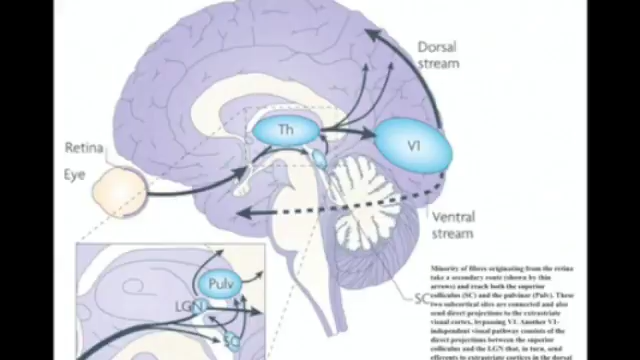 Dorsal
stream
Th
V1
Retina
Eye
Ventral
stream
Pulv
LGN
SC
SC
Minority of fibres originating from the retina
take a secondary route (shown by thin
arrows) and reach both the superior
colliculus (SC) and the pulvinar (Pulv). These
two subcortical sites are connected and also
send direct projections to the extrastriate
visual cortex, bypassing V1. Another V1-
independent visual pathway consists of the
direct projections between the superior
colliculus and the LGN that, in turn, send
efferents to extrastriate cortices in the dorsal